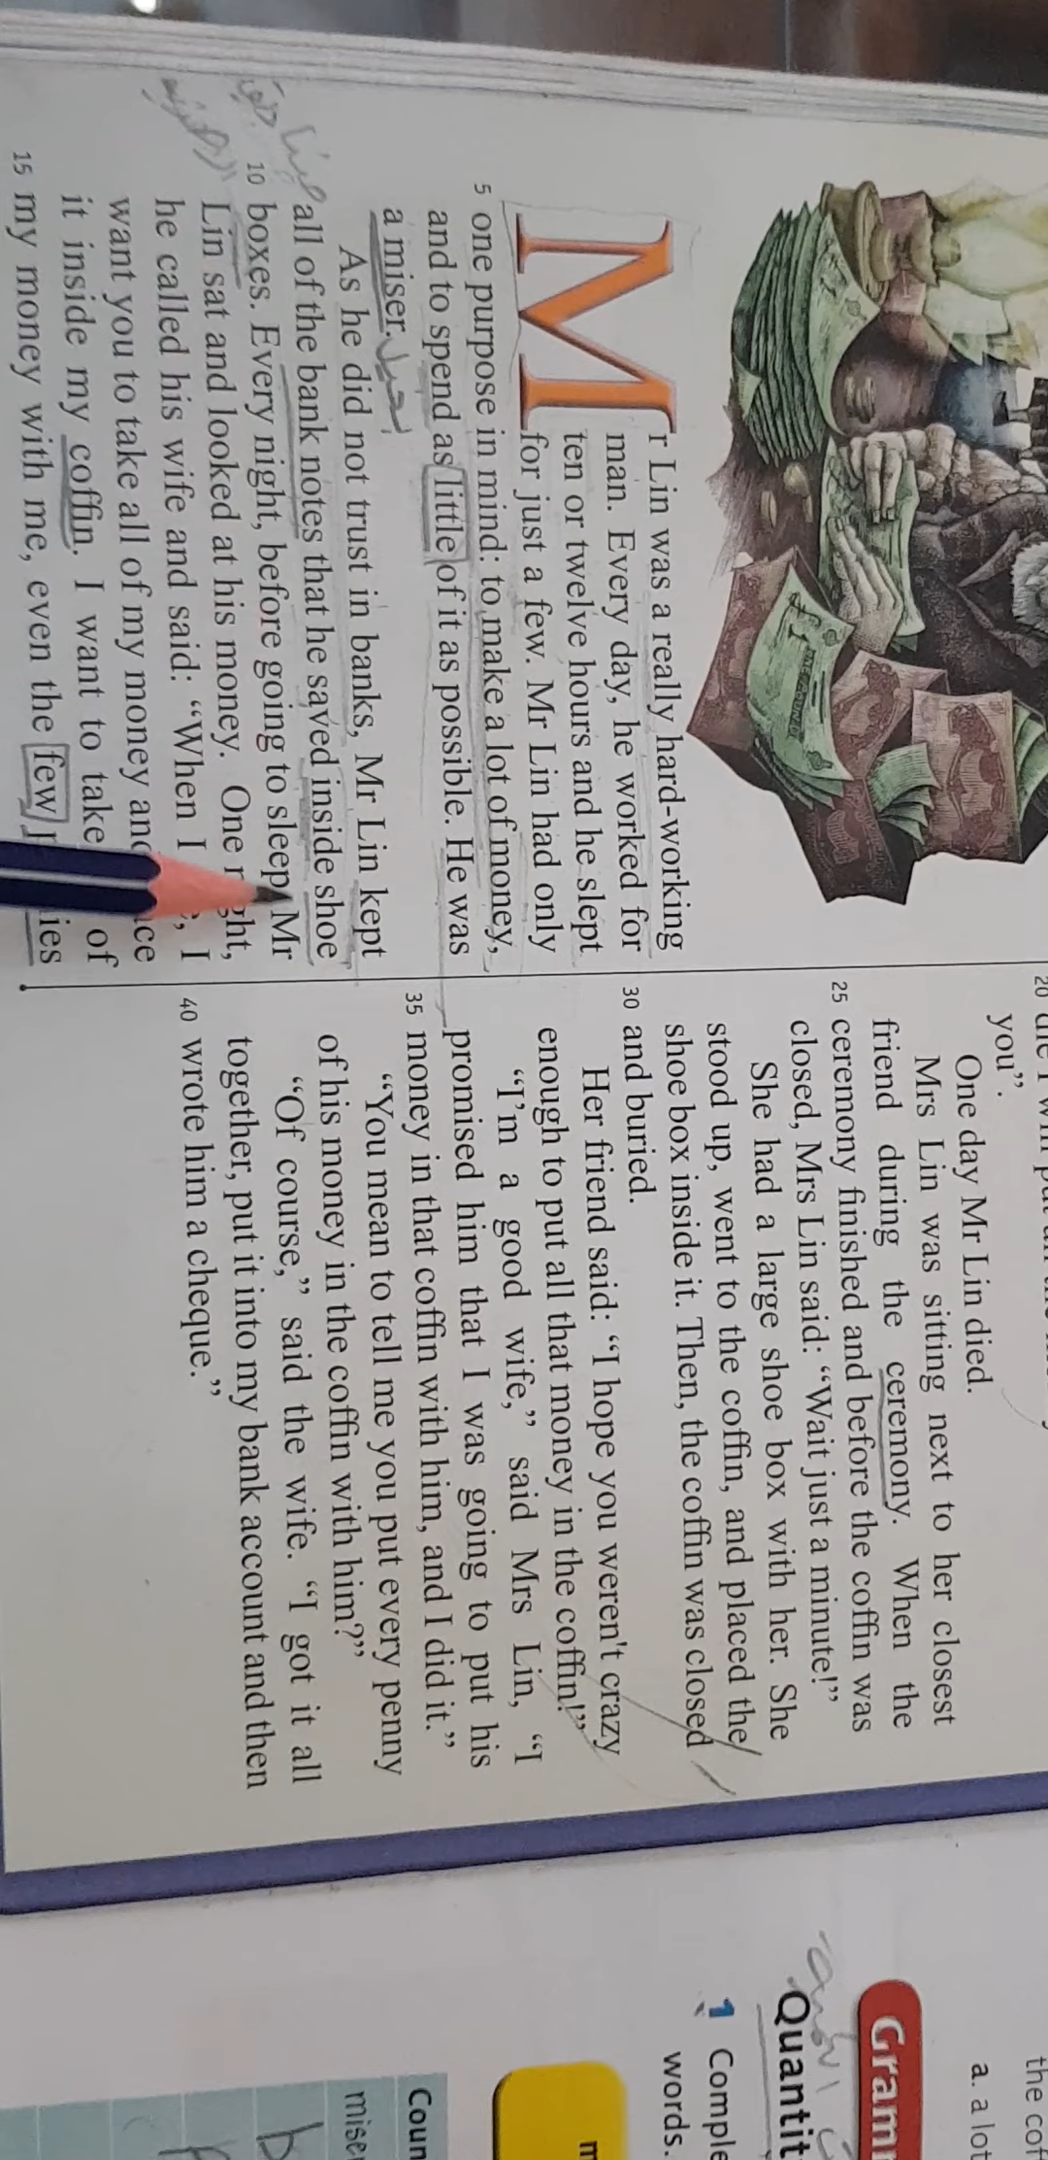 Mr Lin was a really hard-working
man. Every day, he worked for
ten or twelve hours and he slept
for just a few. Mr Lin had only
5 one purpose in mind: to make a lot of money,
and to spend as little of it as possible. He was
a miser.
As he did not trust in banks, Mr Lin kept
all of the bank notes that he saved inside shoe
10 boxes. Every night, before going to sleep, Mr
Lin sat and looked at his money. One
he called his wife and said: “When I I
want you to take all of my money
it inside my coffin. I want to take of
15 my money with me, even the few
20
you”.
One day Mr Lin died.
Mrs Lin was sitting next to her closest
friend during the ceremony. When the
25 ceremony finished and before the coffin was
closed, Mrs Lin said: “Wait just a minute!”
She had a large shoe box with her. She
stood up, went to the coffin, and placed the
shoe box inside it. Then, the coffin was closed
30 and buried.
Her friend said: “I hope you weren't crazy
enough to put all that money in the coffin!”
“I'm a good wife,” said Mrs Lin, “I
promised him that I was going to put his
35 money in that coffin with him, and I did it.”
“You mean to tell me you put every penny
of his money in the coffin with him?”
“Of course,” said the wife. “I got it all
together, put it into my bank account and then
40 wrote him a cheque.”
the cof
a. a lot
Gram
Quantit
1 Comple
words.
m
Coun
mise